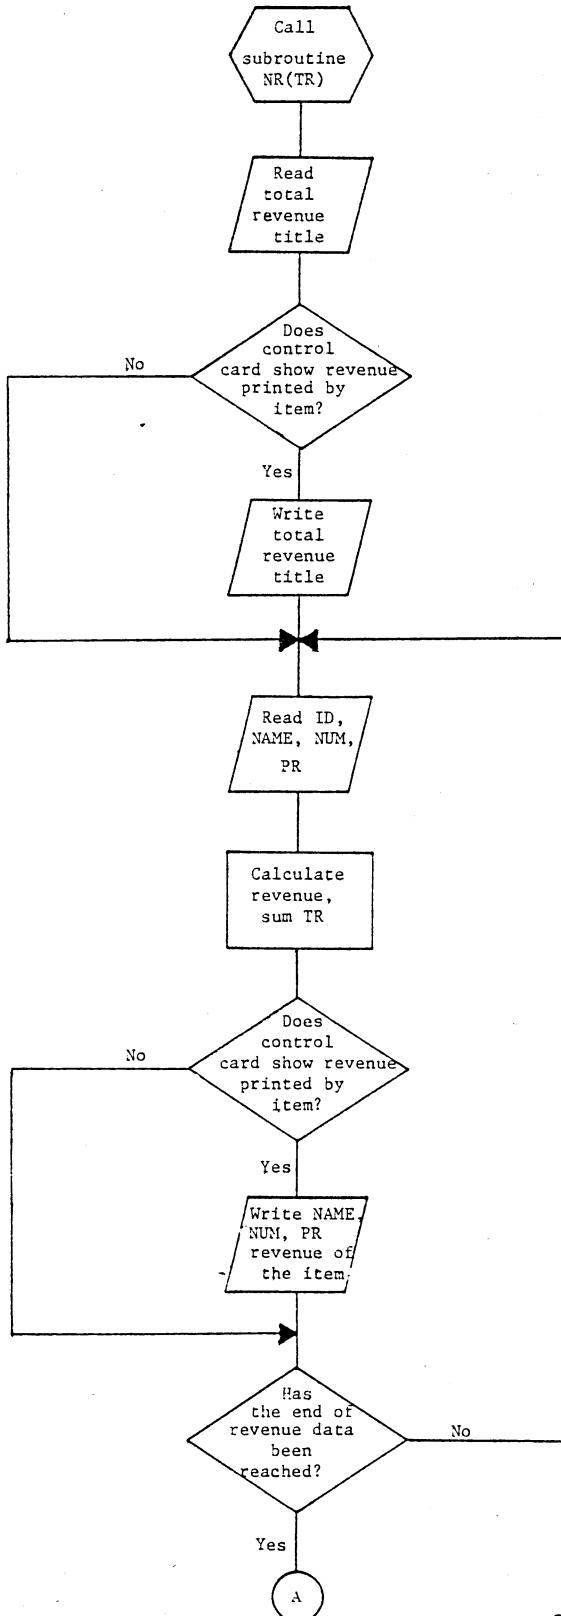 Call
subroutine
NR(TR)
Read
total
revenue
title
Does
control
card show revenue
printed by
item?
No
Yes
Write
total
revenue
title
Read ID,
NAME, NUM,
PR
Calculate
revenue,
sum TR
Does
control
card show revenue
printed by
item?
No
Yes
Write NAME,
NUM, PR
revenue of
the item
Has
the end of
revenue data
been
reached?
No
Yes
A